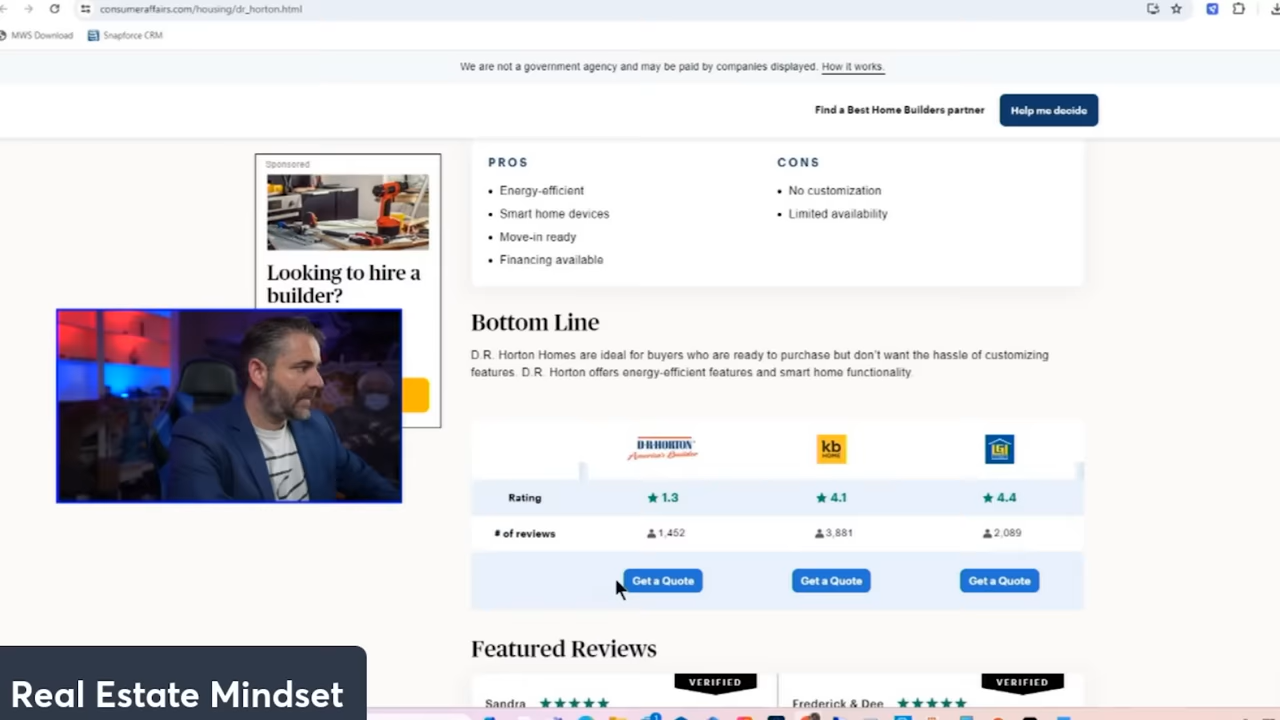 consumeraffairs.com/housing/dr_horton.html
MWS Download
Snapforce CRM
We are not a government agency and may be paid by companies displayed. How it works.
Find a Best Home Builders partner
Help me decide
Sponsored
Looking to hire a
builder?
PROS
• Energy-efficient
• Smart home devices
• Move-in ready
• Financing available
CONS
• No customization
• Limited availability
Bottom Line
D.R. Horton Homes are ideal for buyers who are ready to purchase but don't want the hassle of customizing
features. D.R. Horton offers energy-efficient features and smart home functionality.
D·R·HORTON
America's Builder
kb
HOME
LGI
Rating
★ 1.3
★ 4.1
★ 4.4
# of reviews
1,452
3,881
2,089
Get a Quote
Get a Quote
Get a Quote
Featured Reviews
VERIFIED
VERIFIED
Sandra ★★★★★
Frederick & Dee ★★★★★
Real Estate Mindset